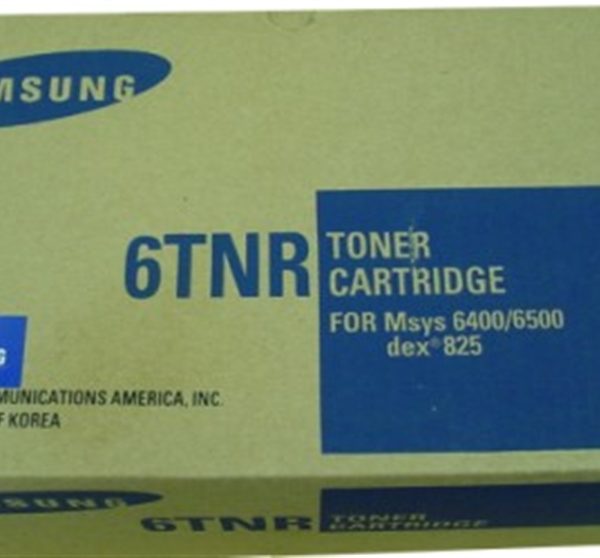 MSUNG
6TNR
TONER
CARTRIDGE
FOR Msys 6400/6500
dex® 825
G
MUNICATIONS AMERICA, INC.
F KOREA
SUNG
6TNR
TONER
CARTRIDGE